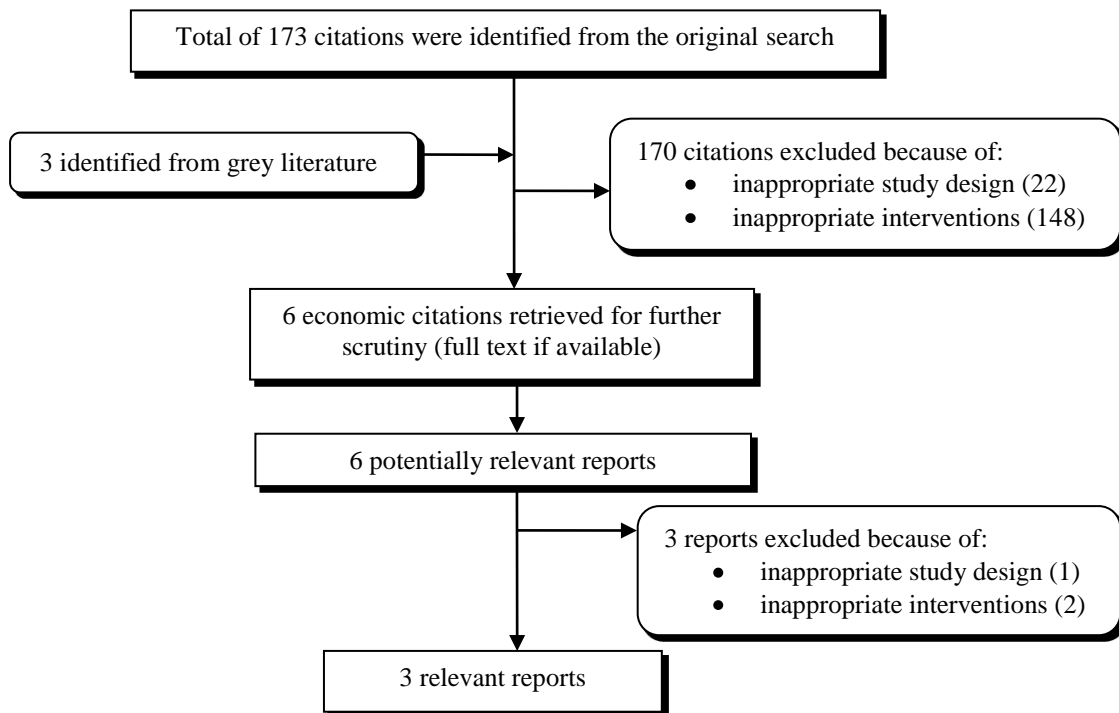 Total of 173 citations were identified from the original search
3 identified from grey literature
170 citations excluded because of:
• inappropriate study design (22)
• inappropriate interventions (148)
6 economic citations retrieved for further
scrutiny (full text if available)
6 potentially relevant reports
3 reports excluded because of:
• inappropriate study design (1)
• inappropriate interventions (2)
3 relevant reports